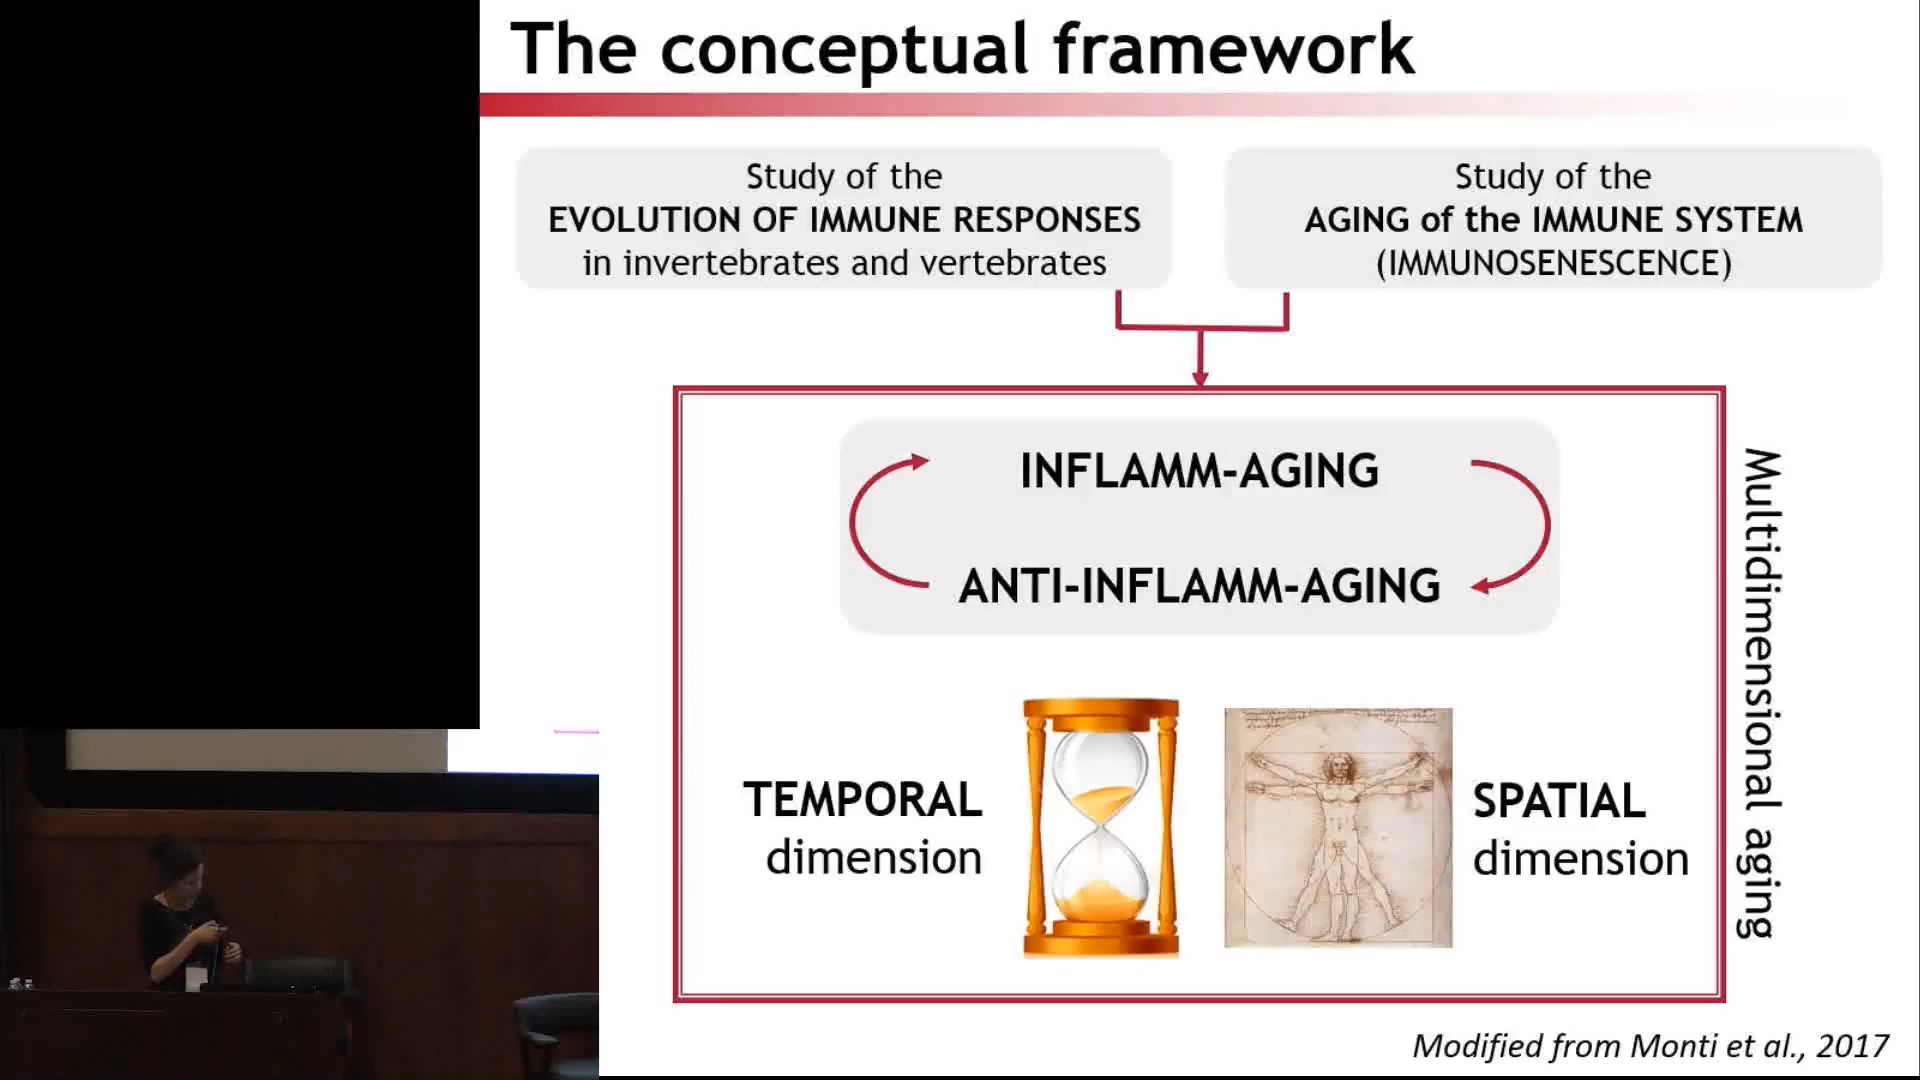 The conceptual framework
Study of the
EVOLUTION OF IMMUNE RESPONSES
in invertebrates and vertebrates
Study of the
AGING of the IMMUNE SYSTEM
(IMMUNOSENESCENCE)
INFLAMM-AGING
ANTI-INFLAMM-AGING
TEMPORAL
dimension
SPATIAL
dimension
Multidimensional aging
Modified from Monti et al., 2017